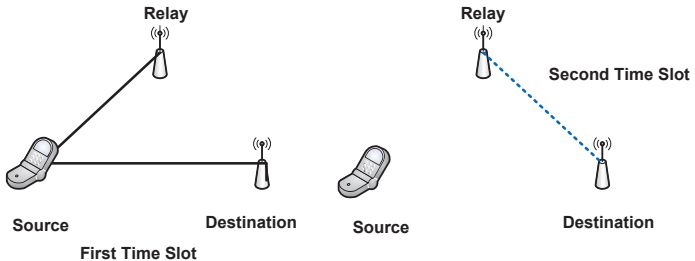 Relay
Source
Destination
First Time Slot
Relay
Second Time Slot
Source
Destination